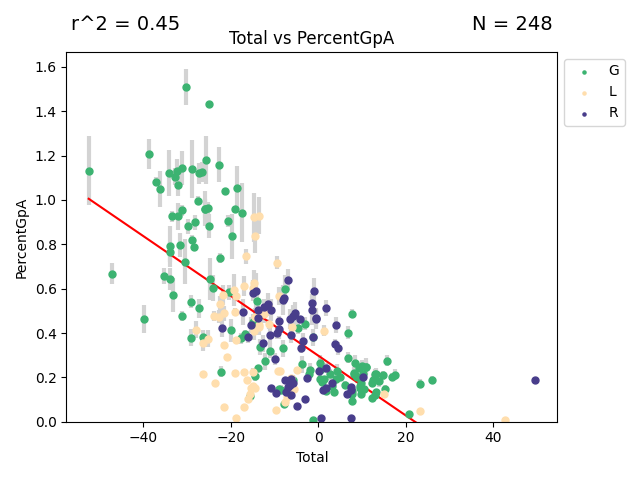 r^2 = 0.45
N = 248
Total vs PercentGpA
1.6
1.4
1.2
1.0
0.8
0.6
0.4
0.2
0.0
PercentGpA
−40
−20
0
20
40
Total
G
L
R